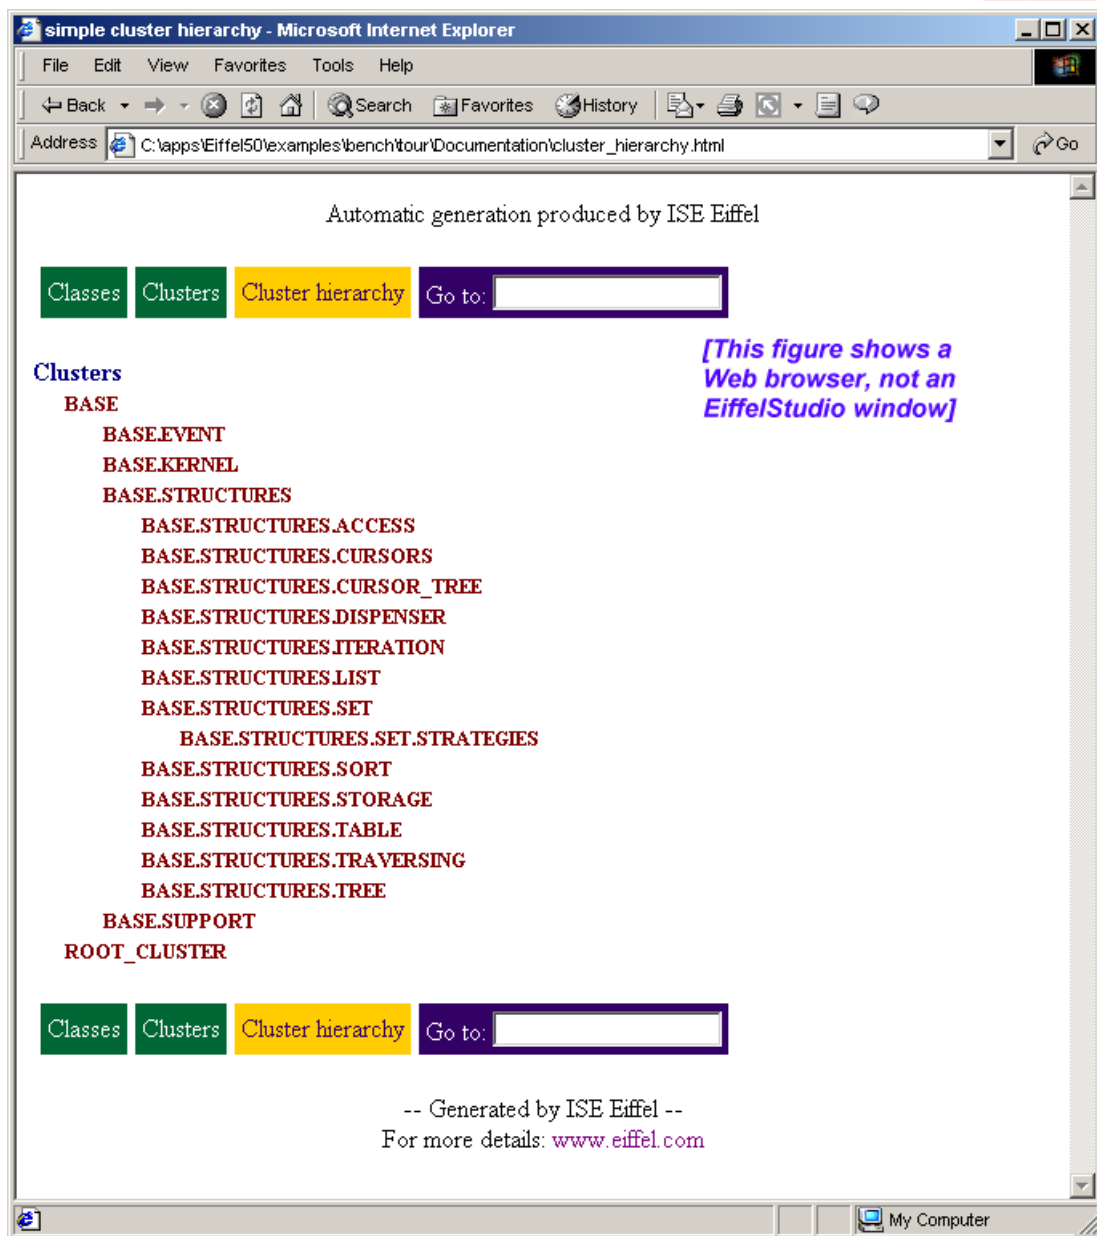 simple cluster hierarchy - Microsoft Internet Explorer
File Edit View Favorites Tools Help
Back Search Favorites History
Address C:\apps\Eiffel50\examples\bench\tour\Documentation\cluster_hierarchy.html Go
Automatic generation produced by ISE Eiffel
Classes Clusters Cluster hierarchy Go to:
[This figure shows a
Web browser, not an
EiffelStudio window]
Clusters
BASE
BASE.EVENT
BASE.KERNEL
BASE.STRUCTURES
BASE.STRUCTURES.ACCESS
BASE.STRUCTURES.CURSORS
BASE.STRUCTURES.CURSOR_TREE
BASE.STRUCTURES.DISPENSER
BASE.STRUCTURES.ITERATION
BASE.STRUCTURES.LIST
BASE.STRUCTURES.SET
BASE.STRUCTURES.SET.STRATEGIES
BASE.STRUCTURES.SORT
BASE.STRUCTURES.STORAGE
BASE.STRUCTURES.TABLE
BASE.STRUCTURES.TRAVERSING
BASE.STRUCTURES.TREE
BASE.SUPPORT
ROOT_CLUSTER
Classes Clusters Cluster hierarchy Go to:
-- Generated by ISE Eiffel --
For more details: www.eiffel.com
My Computer